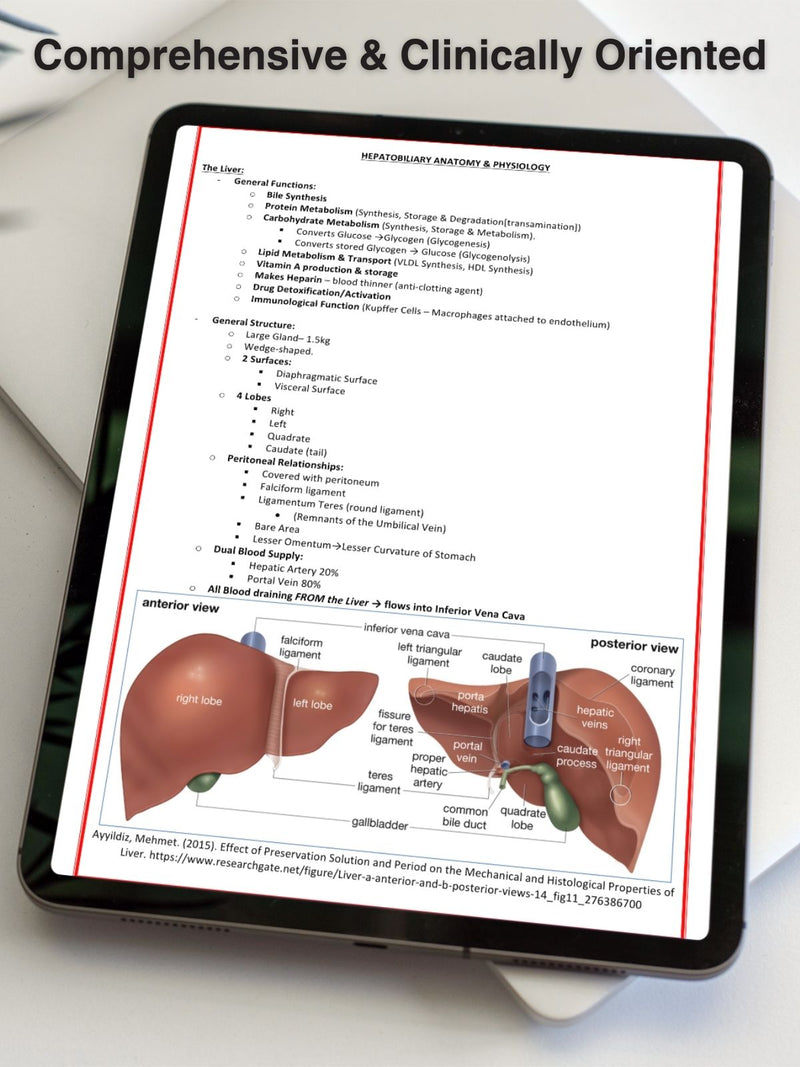 Comprehensive & Clinically Oriented
HEPATOBILIARY ANATOMY & PHYSIOLOGY
The Liver:
- General Functions:
○ Bile Synthesis
○ Protein Metabolism (Synthesis, Storage & Degradation[transamination])
○ Carbohydrate Metabolism (Synthesis, Storage & Metabolism).
▪ Converts Glucose →Glycogen (Glycogenesis)
▪ Converts stored Glycogen → Glucose (Glycogenolysis)
○ Lipid Metabolism & Transport (VLDL Synthesis, HDL Synthesis)
○ Vitamin A production & storage
○ Makes Heparin – blood thinner (anti-clotting agent)
○ Drug Detoxification/Activation
○ Immunological Function (Kupffer Cells – Macrophages attached to endothelium)
- General Structure:
○ Large Gland– 1.5kg
○ Wedge-shaped.
○ 2 Surfaces:
▪ Diaphragmatic Surface
▪ Visceral Surface
○ 4 Lobes
▪ Right
▪ Left
▪ Quadrate
▪ Caudate (tail)
○ Peritoneal Relationships:
▪ Covered with peritoneum
▪ Falciform ligament
▪ Ligamentum Teres (round ligament)
• (Remnants of the Umbilical Vein)
▪ Bare Area
▪ Lesser Omentum→Lesser Curvature of Stomach
○ Dual Blood Supply:
▪ Hepatic Artery 20%
▪ Portal Vein 80%
○ All Blood draining FROM the Liver → flows into Inferior Vena Cava
anterior view
inferior vena cava
posterior view
falciform
ligament
left triangular
ligament
caudate
lobe
coronary
ligament
right lobe
left lobe
porta
hepatis
hepatic
veins
fissure
for teres
ligament
portal
vein
caudate
process
right
triangular
ligament
proper
hepatic
artery
teres
ligament
common
bile duct
quadrate
lobe
gallbladder
Ayyildiz, Mehmet. (2015). Effect of Preservation Solution and Period on the Mechanical and Histological Properties of
Liver. https://www.researchgate.net/figure/Liver-a-anterior-and-b-posterior-views-14_fig11_276386700